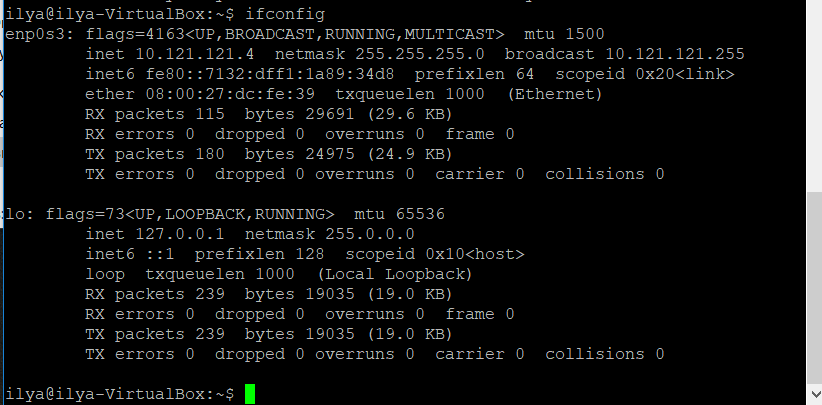 ilya@ilya-VirtualBox:~$ ifconfig
enp0s3: flags=4163<UP,BROADCAST,RUNNING,MULTICAST>  mtu 1500
        inet 10.121.121.4  netmask 255.255.255.0  broadcast 10.121.121.255
        inet6 fe80::7132:dff1:1a89:34d8  prefixlen 64  scopeid 0x20<link>
        ether 08:00:27:dc:fe:39  txqueuelen 1000  (Ethernet)
        RX packets 115  bytes 29691 (29.6 KB)
        RX errors 0  dropped 0  overruns 0  frame 0
        TX packets 180  bytes 24975 (24.9 KB)
        TX errors 0  dropped 0 overruns 0  carrier 0  collisions 0

lo: flags=73<UP,LOOPBACK,RUNNING>  mtu 65536
        inet 127.0.0.1  netmask 255.0.0.0
        inet6 ::1  prefixlen 128  scopeid 0x10<host>
        loop  txqueuelen 1000  (Local Loopback)
        RX packets 239  bytes 19035 (19.0 KB)
        RX errors 0  dropped 0  overruns 0  frame 0
        TX packets 239  bytes 19035 (19.0 KB)
        TX errors 0  dropped 0 overruns 0  carrier 0  collisions 0

ilya@ilya-VirtualBox:~$